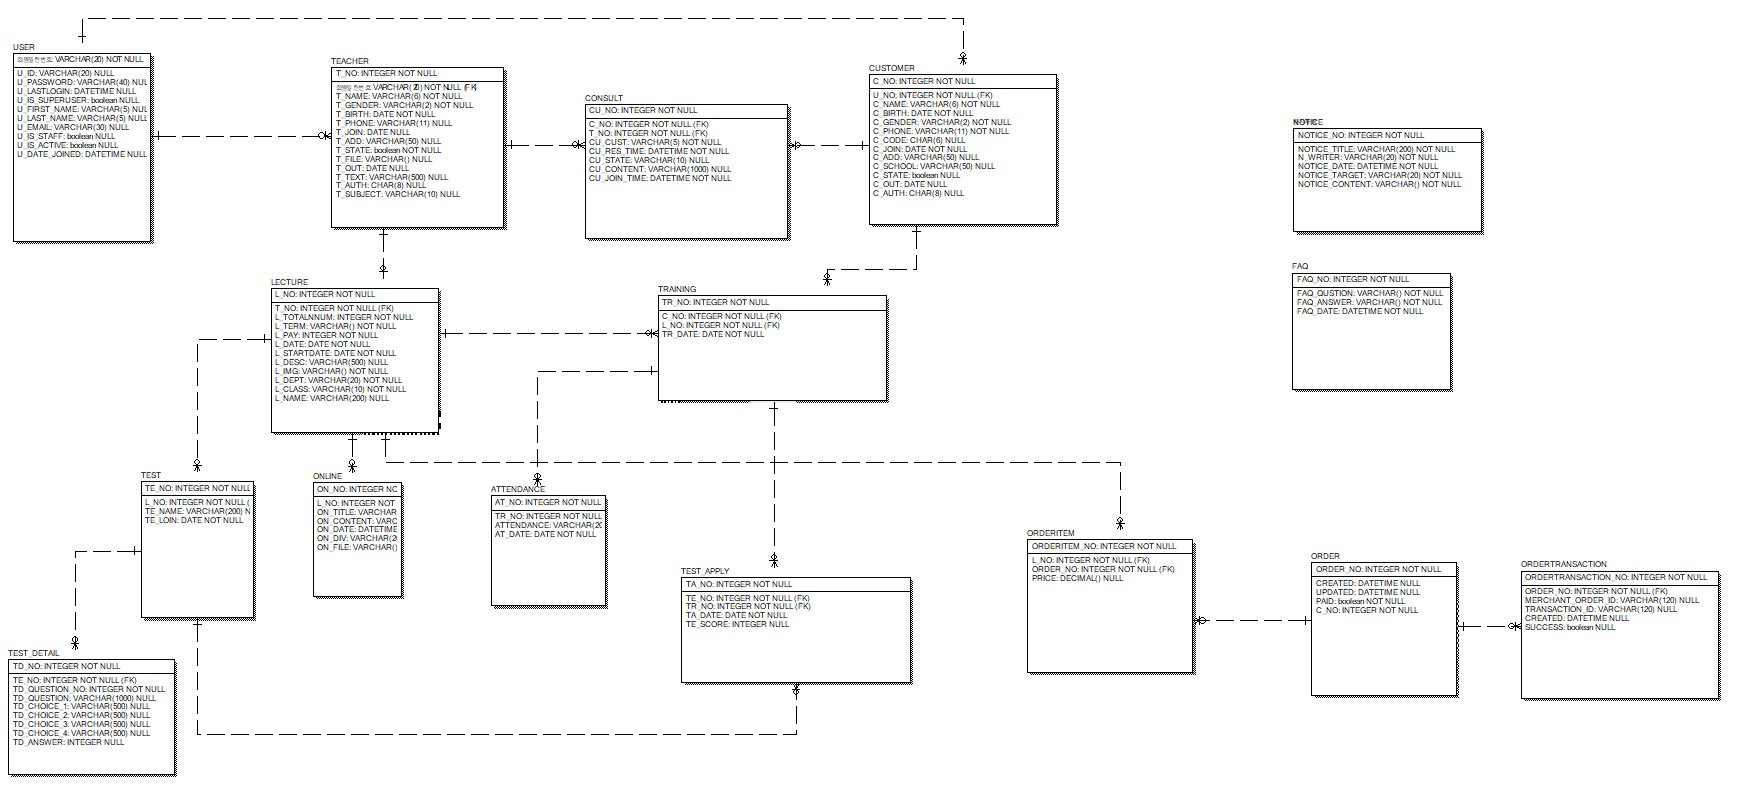 USER
회원일련번호: VARCHAR(20) NOT NULL
U_ID: VARCHAR(20) NULL
U_PASSWORD: VARCHAR(40) NUL
U_LASTLOGIN: DATETIME NULL
U_IS_SUPERUSER: boolean NULL
U_FIRST_NAME: VARCHAR(5) NUL
U_LAST_NAME: VARCHAR(5) NUL
U_EMAIL: VARCHAR(30) NULL
U_IS_STAFF: boolean NULL
U_IS_ACTIVE: boolean NULL
U_DATE_JOINED: DATETIME NULL
TEACHER
T_NO: INTEGER NOT NULL
회원일련번호: VARCHAR(20) NOT NULL (FK)
T_NAME: VARCHAR(6) NOT NULL
T_GENDER: VARCHAR(2) NOT NULL
T_BIRTH: DATE NOT NULL
T_PHONE: VARCHAR(11) NULL
T_JOIN: DATE NULL
T_ADD: VARCHAR(50) NULL
T_STATE: boolean NOT NULL
T_FILE: VARCHAR() NULL
T_OUT: DATE NULL
T_TEXT: VARCHAR(500) NULL
T_AUTH: CHAR(8) NULL
T_SUBJECT: VARCHAR(10) NULL
CONSULT
CU_NO: INTEGER NOT NULL
C_NO: INTEGER NOT NULL (FK)
T_NO: INTEGER NOT NULL (FK)
CU_CUST: VARCHAR(5) NOT NULL
CU_RES_TIME: DATETIME NOT NULL
CU_STATE: VARCHAR(10) NULL
CU_CONTENT: VARCHAR(1000) NULL
CU_JOIN_TIME: DATETIME NOT NULL
CUSTOMER
C_NO: INTEGER NOT NULL
U_NO: INTEGER NOT NULL (FK)
C_NAME: VARCHAR(6) NOT NULL
C_BIRTH: DATE NOT NULL
C_GENDER: VARCHAR(2) NOT NULL
C_PHONE: VARCHAR(11) NOT NULL
C_CODE: CHAR(6) NULL
C_JOIN: DATE NOT NULL
C_ADD: VARCHAR(50) NULL
C_SCHOOL: VARCHAR(50) NULL
C_STATE: boolean NULL
C_OUT: DATE NULL
C_AUTH: CHAR(8) NULL
NOTICE
NOTICE_NO: INTEGER NOT NULL
NOTICE_TITLE: VARCHAR(200) NOT NULL
N_WRITER: VARCHAR(20) NOT NULL
NOTICE_DATE: DATETIME NOT NULL
NOTICE_TARGET: VARCHAR(20) NOT NULL
NOTICE_CONTENT: VARCHAR() NOT NULL
FAQ
FAQ_NO: INTEGER NOT NULL
FAQ_QUSTION: VARCHAR() NOT NULL
FAQ_ANSWER: VARCHAR() NOT NULL
FAQ_DATE: DATETIME NOT NULL
LECTURE
L_NO: INTEGER NOT NULL
T_NO: INTEGER NOT NULL (FK)
L_TOTALNNUM: INTEGER NOT NULL
L_TERM: VARCHAR() NOT NULL
L_PAY: INTEGER NOT NULL
L_DATE: DATE NOT NULL
L_STARTDATE: DATE NOT NULL
L_DESC: VARCHAR(500) NULL
L_IMG: VARCHAR() NOT NULL
L_DEPT: VARCHAR(20) NOT NULL
L_CLASS: VARCHAR(10) NOT NULL
L_NAME: VARCHAR(200) NULL
TRAINING
TR_NO: INTEGER NOT NULL
C_NO: INTEGER NOT NULL (FK)
L_NO: INTEGER NOT NULL (FK)
TR_DATE: DATE NOT NULL
TEST
TE_NO: INTEGER NOT NULL
L_NO: INTEGER NOT NULL (
TE_NAME: VARCHAR(200) N
TE_LOIN: DATE NOT NULL
ONLINE
ON_NO: INTEGER NC
L_NO: INTEGER NOT
ON_TITLE: VARCHAR
ON_CONTENT: VARC
ON_DATE: DATETIME
ON_DIV: VARCHAR(2
ON_FILE: VARCHAR()
ATTENDANCE
AT_NO: INTEGER NOT NULL
TR_NO: INTEGER NOT NULL
ATTENDANCE: VARCHAR(20
AT_DATE: DATE NOT NULL
TEST_APPLY
TA_NO: INTEGER NOT NULL
TE_NO: INTEGER NOT NULL (FK)
TR_NO: INTEGER NOT NULL (FK)
TA_DATE: DATE NOT NULL
TE_SCORE: INTEGER NULL
ORDERITEM
ORDERITEM_NO: INTEGER NOT NULL
L_NO: INTEGER NOT NULL (FK)
ORDER_NO: INTEGER NOT NULL (FK)
PRICE: DECIMAL() NULL
ORDER
ORDER_NO: INTEGER NOT NULL
CREATED: DATETIME NULL
UPDATED: DATETIME NULL
PAID: boolean NOT NULL
C_NO: INTEGER NOT NULL
ORDERTRANSACTION
ORDERTRANSACTION_NO: INTEGER NOT NULL
ORDER_NO: INTEGER NOT NULL (FK)
MERCHANT_ORDER_ID: VARCHAR(120) NULL
TRANSACTION_ID: VARCHAR(120) NULL
CREATED: DATETIME NULL
SUCCESS: boolean NULL
TEST_DETAIL
TD_NO: INTEGER NOT NULL
TE_NO: INTEGER NOT NULL (FK)
TD_QUESTION_NO: INTEGER NOT NULL
TD_QUESTION: VARCHAR(1000) NULL
TD_CHOICE_1: VARCHAR(500) NULL
TD_CHOICE_2: VARCHAR(500) NULL
TD_CHOICE_3: VARCHAR(500) NULL
TD_CHOICE_4: VARCHAR(500) NULL
TD_ANSWER: INTEGER NULL